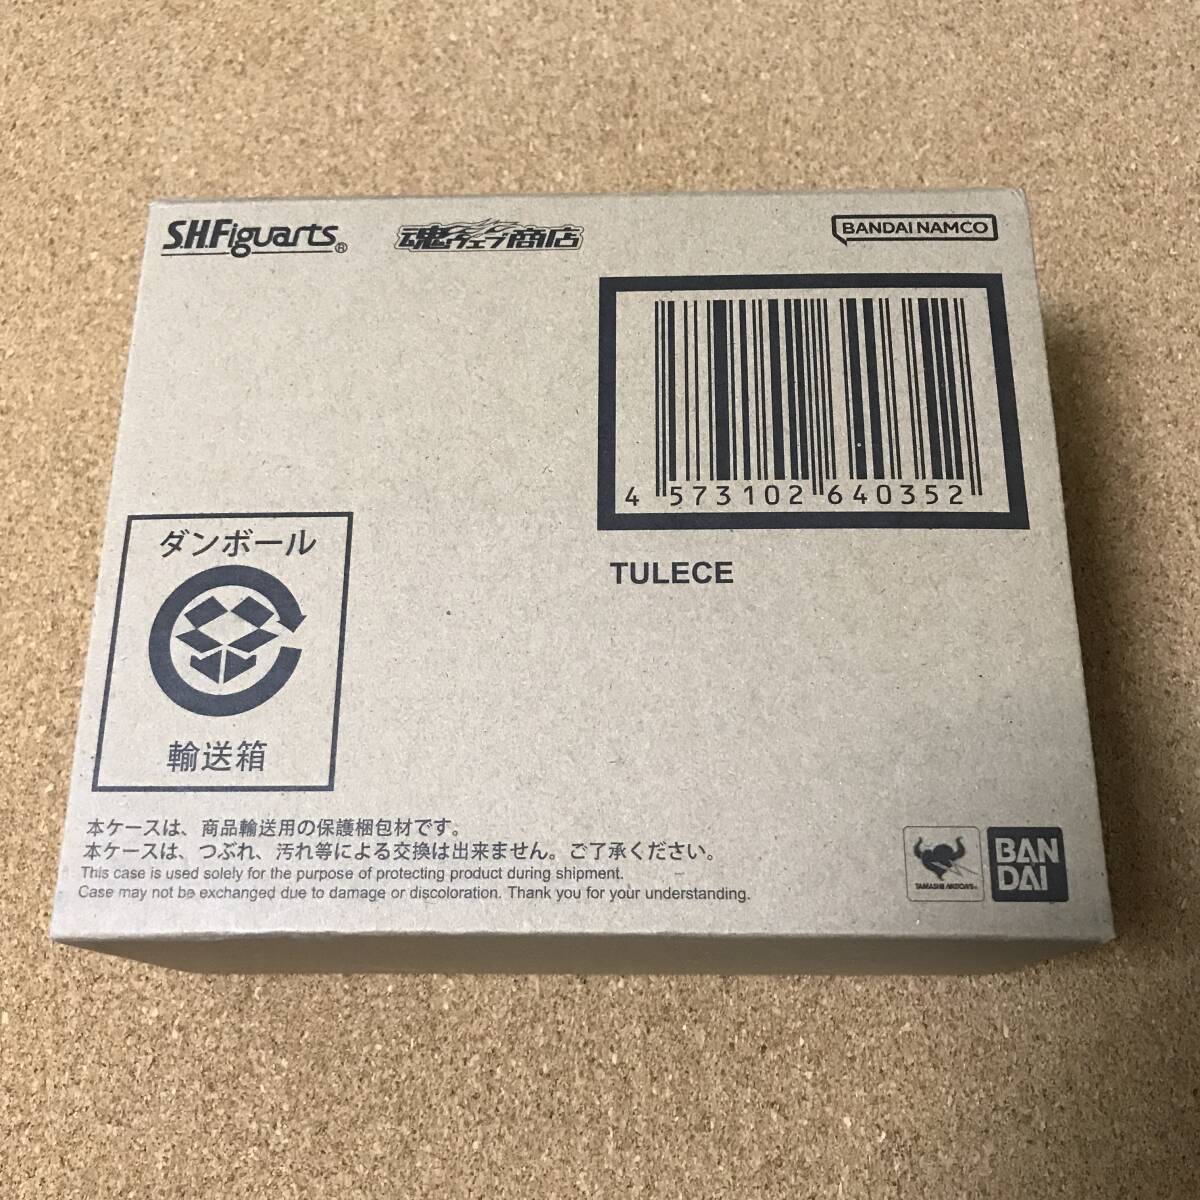 S.H.Figuarts®
魂ウェブ商店
BANDAI NAMCO
4 573102 640352
TULECE
ダンボール
輸送箱
本ケースは、商品輸送用の保護梱包材です。
本ケースは、つぶれ、汚れ等による交換は出来ません。ご了承ください。
This case is used solely for the purpose of protecting product during shipment.
Case may not be exchanged due to damage or discoloration. Thank you for your understanding.
TAMASHII NATIONS
BAN
DAI